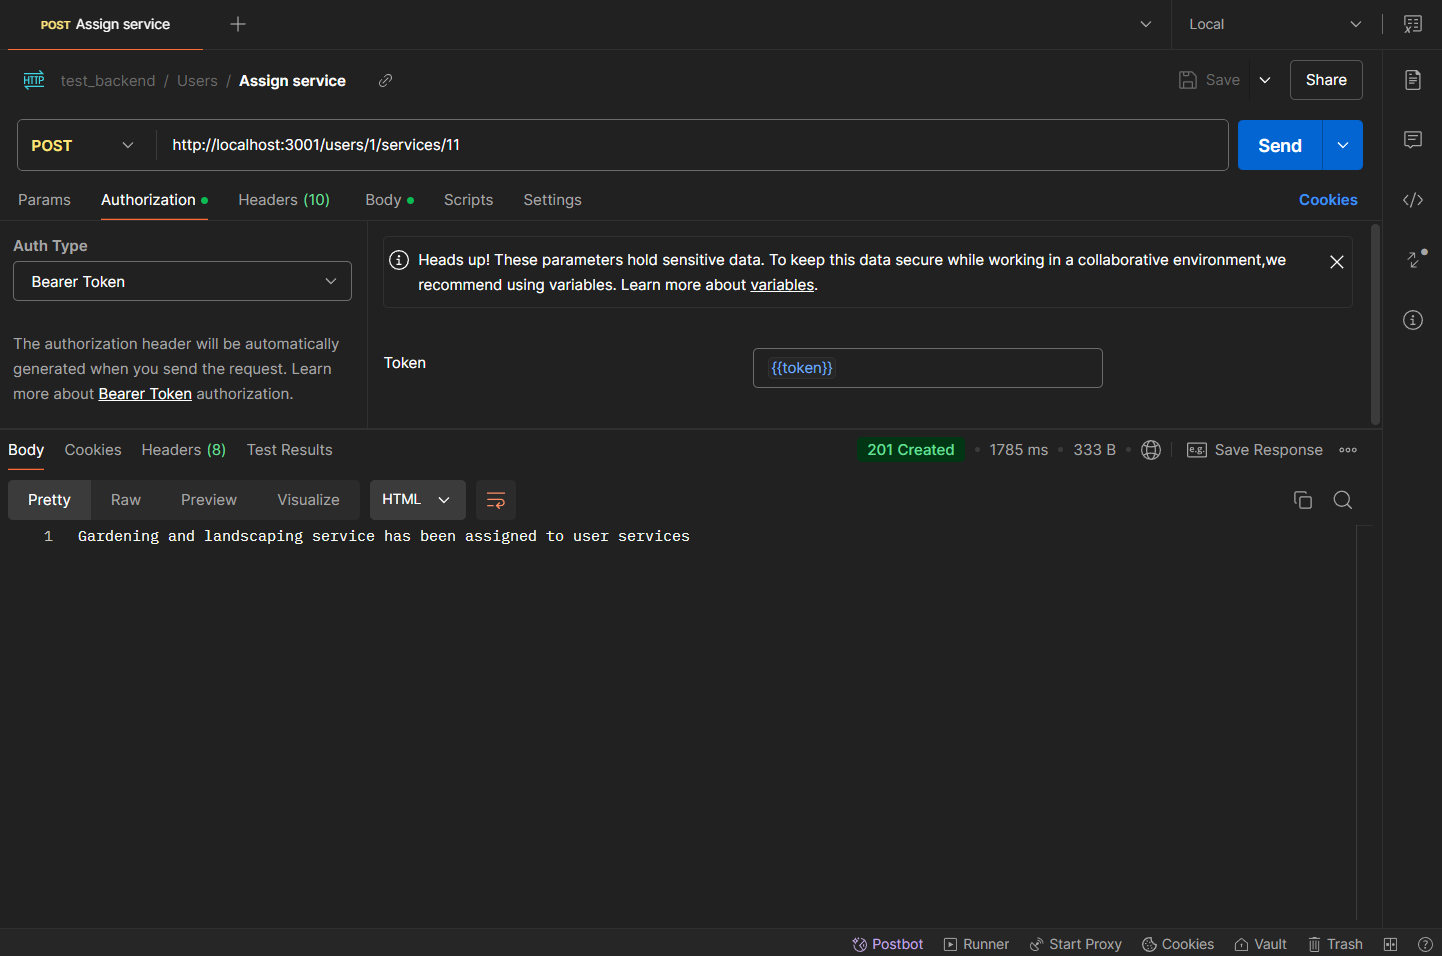 POST Assign service
Local
HTTP test_backend / Users / Assign service
Save
Share
POST
http://localhost:3001/users/1/services/11
Send
Params Authorization Headers (10) Body Scripts Settings
Cookies
Auth Type
Bearer Token
The authorization header will be automatically
generated when you send the request. Learn
more about Bearer Token authorization.
Heads up! These parameters hold sensitive data. To keep this data secure while working in a collaborative environment,we
recommend using variables. Learn more about variables.
Token
{{token}}
Body Cookies Headers (8) Test Results
201 Created 1785 ms 333 B
e.g. Save Response
Pretty Raw Preview Visualize HTML
1 Gardening and landscaping service has been assigned to user services
Postbot Runner Start Proxy Cookies Vault Trash